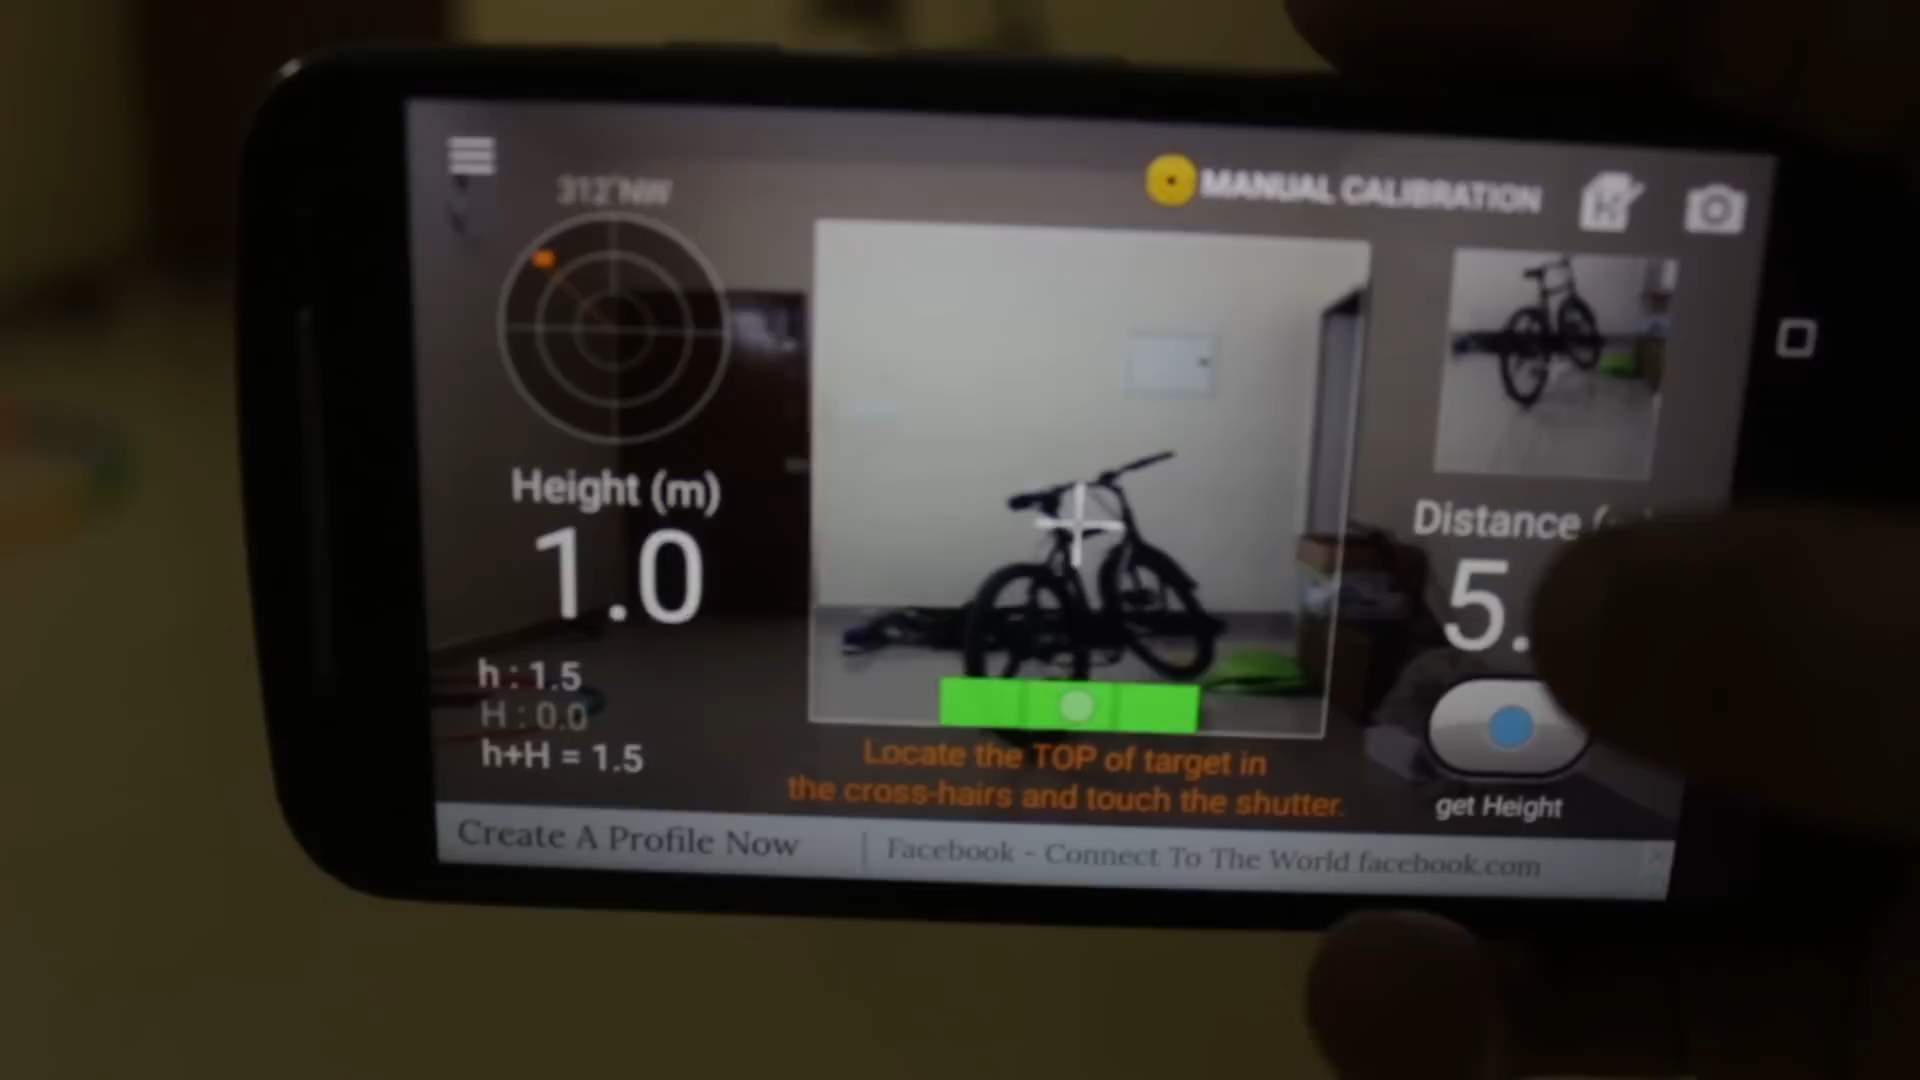 312°NW
MANUAL CALIBRATION
Height (m)
1.0
Distance
5.
h : 1.5
H : 0.0
h+H = 1.5
Locate the TOP of target in
the cross-hairs and touch the shutter.
get Height
Create A Profile Now
Facebook - Connect To The World facebook.com